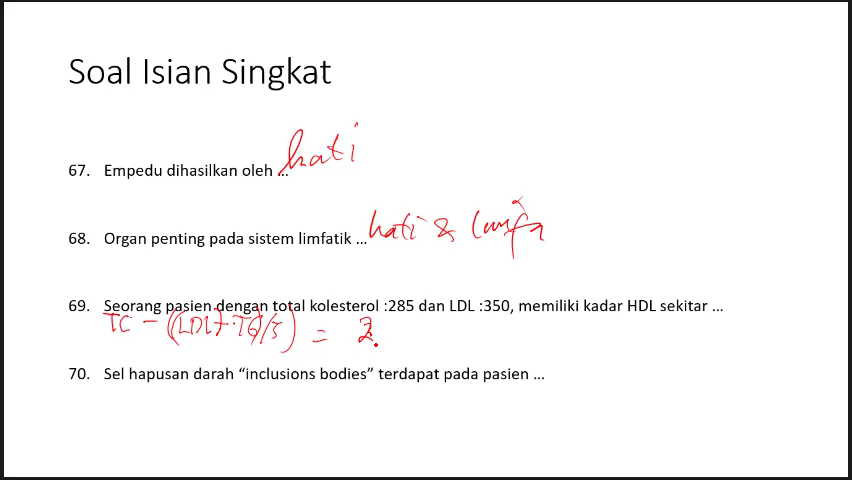 Soal Isian Singkat
67. Empedu dihasilkan oleh ... hati
68. Organ penting pada sistem limfatik ... hati & limfa
69. Seorang pasien dengan total kolesterol :285 dan LDL :350, memiliki kadar HDL sekitar ...
TC - (LDL + TG/5) =
70. Sel hapusan darah “inclusions bodies” terdapat pada pasien ...